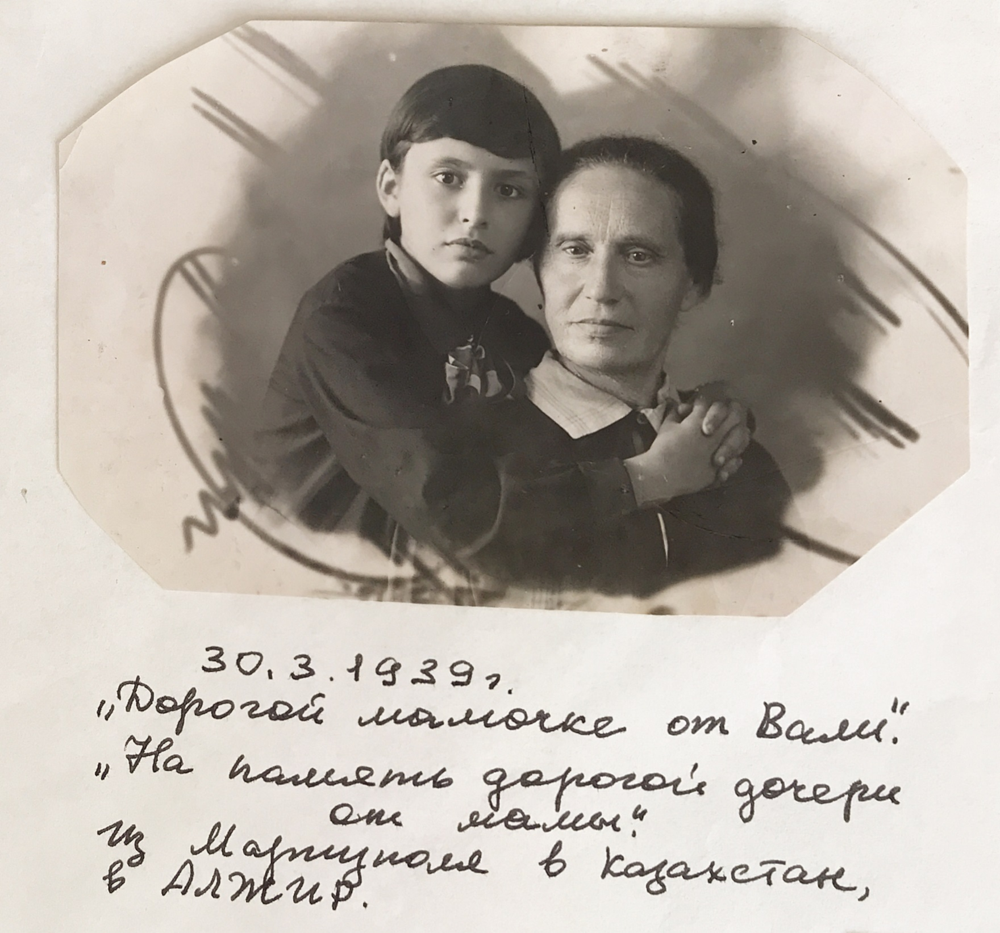 30.3.1939г.
„Дорогой мамочке от Вали".
„На память дорогой дочери
от мамы".
из Мариуполя в Казахстан,
в АЛЖИР.